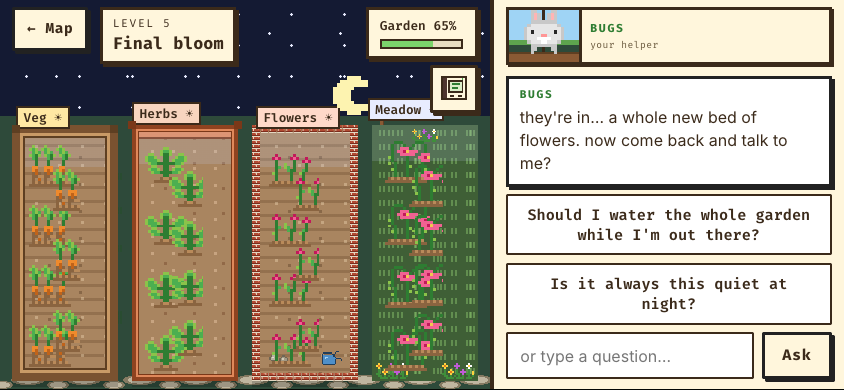 ← Map
LEVEL 5
Final bloom
Garden 65%
Veg ☀
Herbs ☀
Flowers ☀
Meadow
BUGS
your helper
BUGS
they're in... a whole new bed of
flowers. now come back and talk to
me?
Should I water the whole garden
while I'm out there?
Is it always this quiet at
night?
or type a question...
Ask